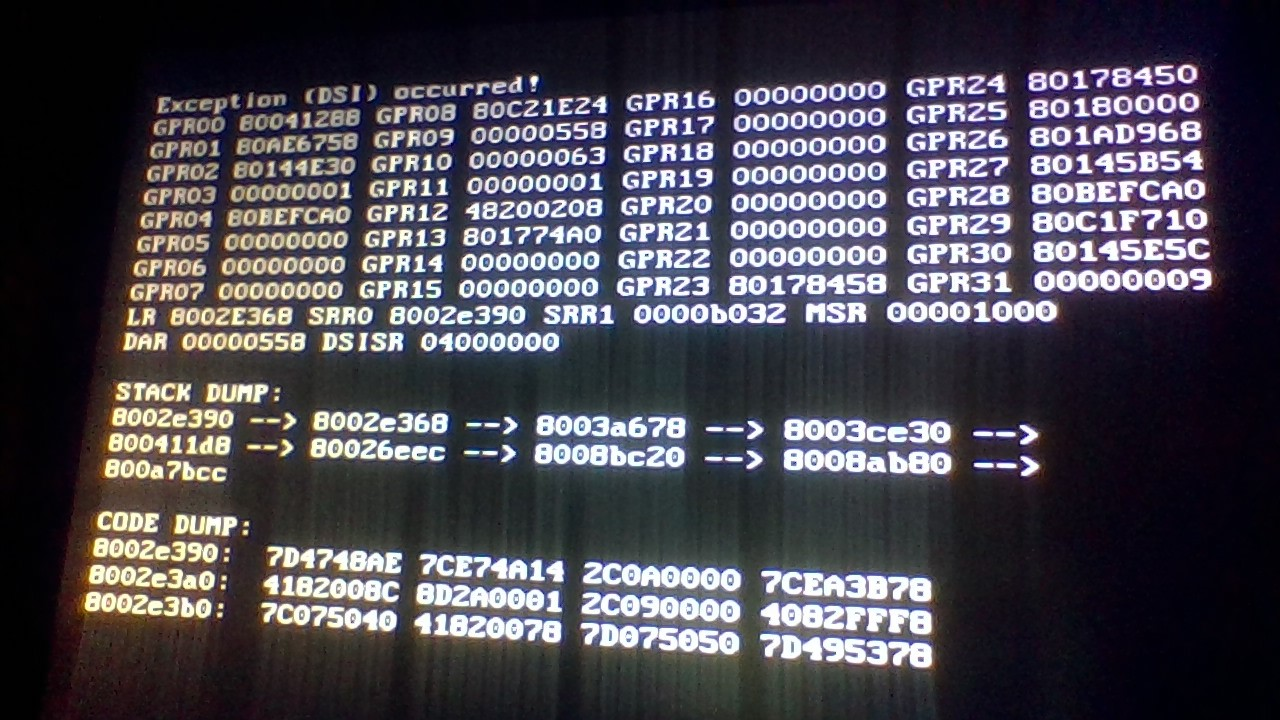 Exception (DSI) occurred!
GPR00 80041288 GPR08 80C21E24 GPR16 00000000 GPR24 80178450
GPR01 80AE6758 GPR09 00000558 GPR17 00000000 GPR25 80180000
GPR02 80144E30 GPR10 00000063 GPR18 00000000 GPR26 801AD968
GPR03 00000001 GPR11 00000001 GPR19 00000000 GPR27 80145B54
GPR04 80BEFCA0 GPR12 48200208 GPR20 00000000 GPR28 80BEFCA0
GPR05 00000000 GPR13 801774A0 GPR21 00000000 GPR29 80C1F710
GPR06 00000000 GPR14 00000000 GPR22 00000000 GPR30 80145E5C
GPR07 00000000 GPR15 00000000 GPR23 80178458 GPR31 00000009
LR 8002E368 SRR0 8002e390 SRR1 0000b032 MSR 00001000
DAR 00000558 DSISR 04000000
STACK DUMP:
8002e390 --> 8002e368 --> 8003a678 --> 8003ce30 -->
800411d8 --> 80026eec --> 8008bc20 --> 8008ab80 -->
800a7bcc
CODE DUMP:
8002e390: 7D4748AE 7CE74A14 2C0A0000 7CEA3B78
8002e3a0: 4182008C 8D2A0001 2C090000 4082FFF8
8002e3b0: 7C075040 41820078 7D075050 7D495378